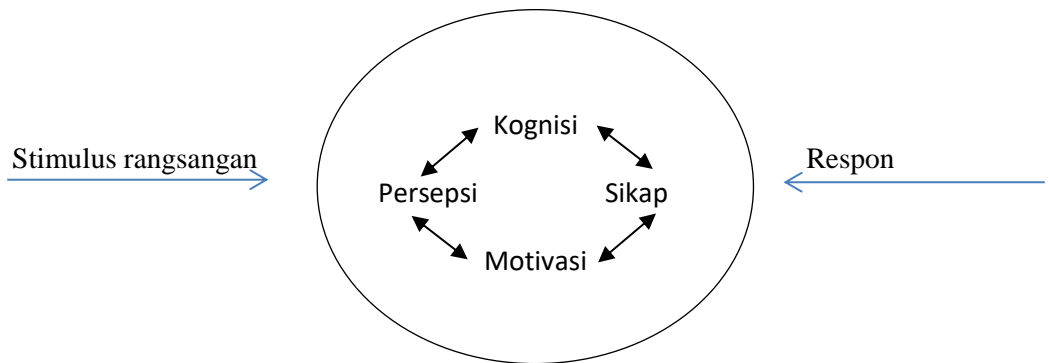 Kognisi
Stimulus rangsangan
Respon
Persepsi
Sikap
Motivasi